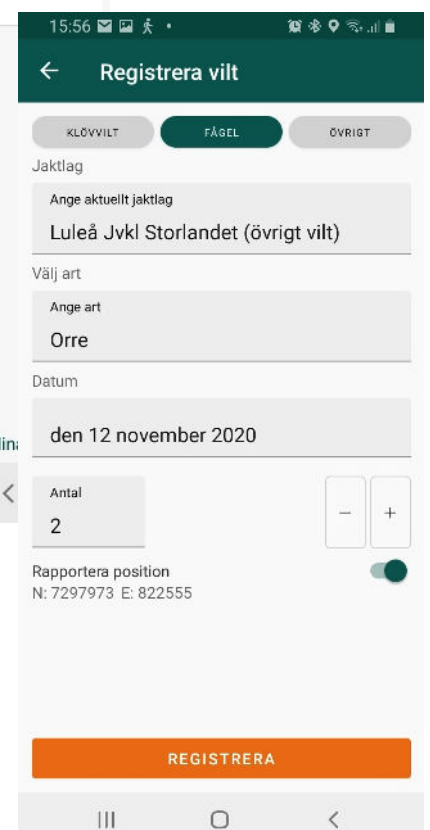 15:56
Registrera vilt
KLÖVVILT FÅGEL ÖVRIGT
Jaktlag
Ange aktuellt jaktlag
Luleå Jvkl Storlandet (övrigt vilt)
Välj art
Ange art
Orre
Datum
den 12 november 2020
Antal
2
− +
Rapportera position
N: 7297973 E: 822555
REGISTRERA